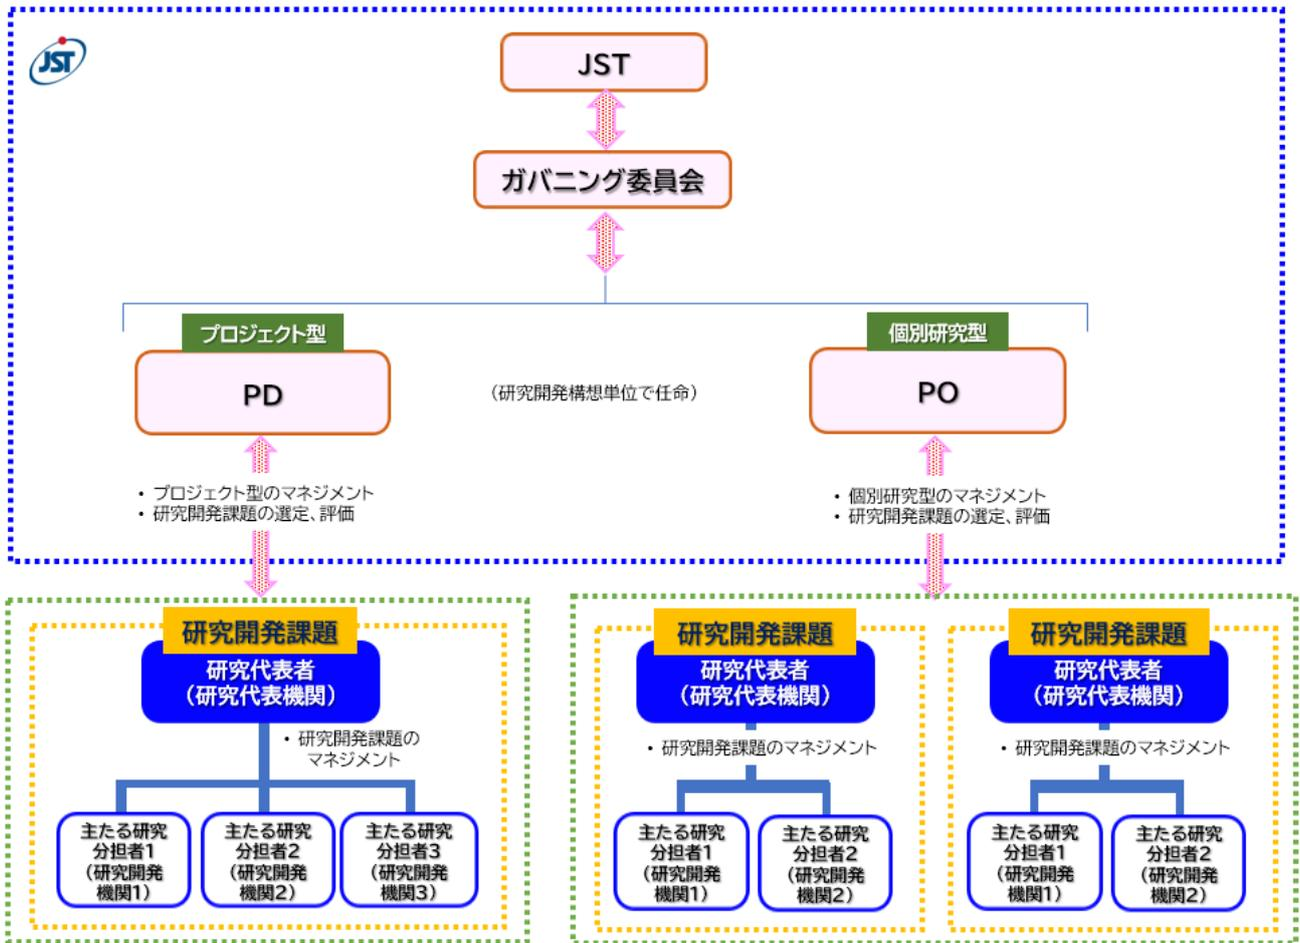 JST
JST
ガバニング委員会
プロジェクト型
PD
（研究開発構想単位で任命）
個別研究型
PO
・ プロジェクト型のマネジメント
・ 研究開発課題の選定、評価
・ 個別研究型のマネジメント
・ 研究開発課題の選定、評価
研究開発課題
研究代表者
（研究代表機関）
・ 研究開発課題の
マネジメント
主たる研究
分担者1
（研究開発
機関1）
主たる研究
分担者2
（研究開発
機関2）
主たる研究
分担者3
（研究開発
機関3）
研究開発課題
研究代表者
（研究代表機関）
・ 研究開発課題のマネジメント
主たる研究
分担者1
（研究開発
機関1）
主たる研究
分担者2
（研究開発
機関2）
研究開発課題
研究代表者
（研究代表機関）
・ 研究開発課題のマネジメント
主たる研究
分担者1
（研究開発
機関1）
主たる研究
分担者2
（研究開発
機関2）